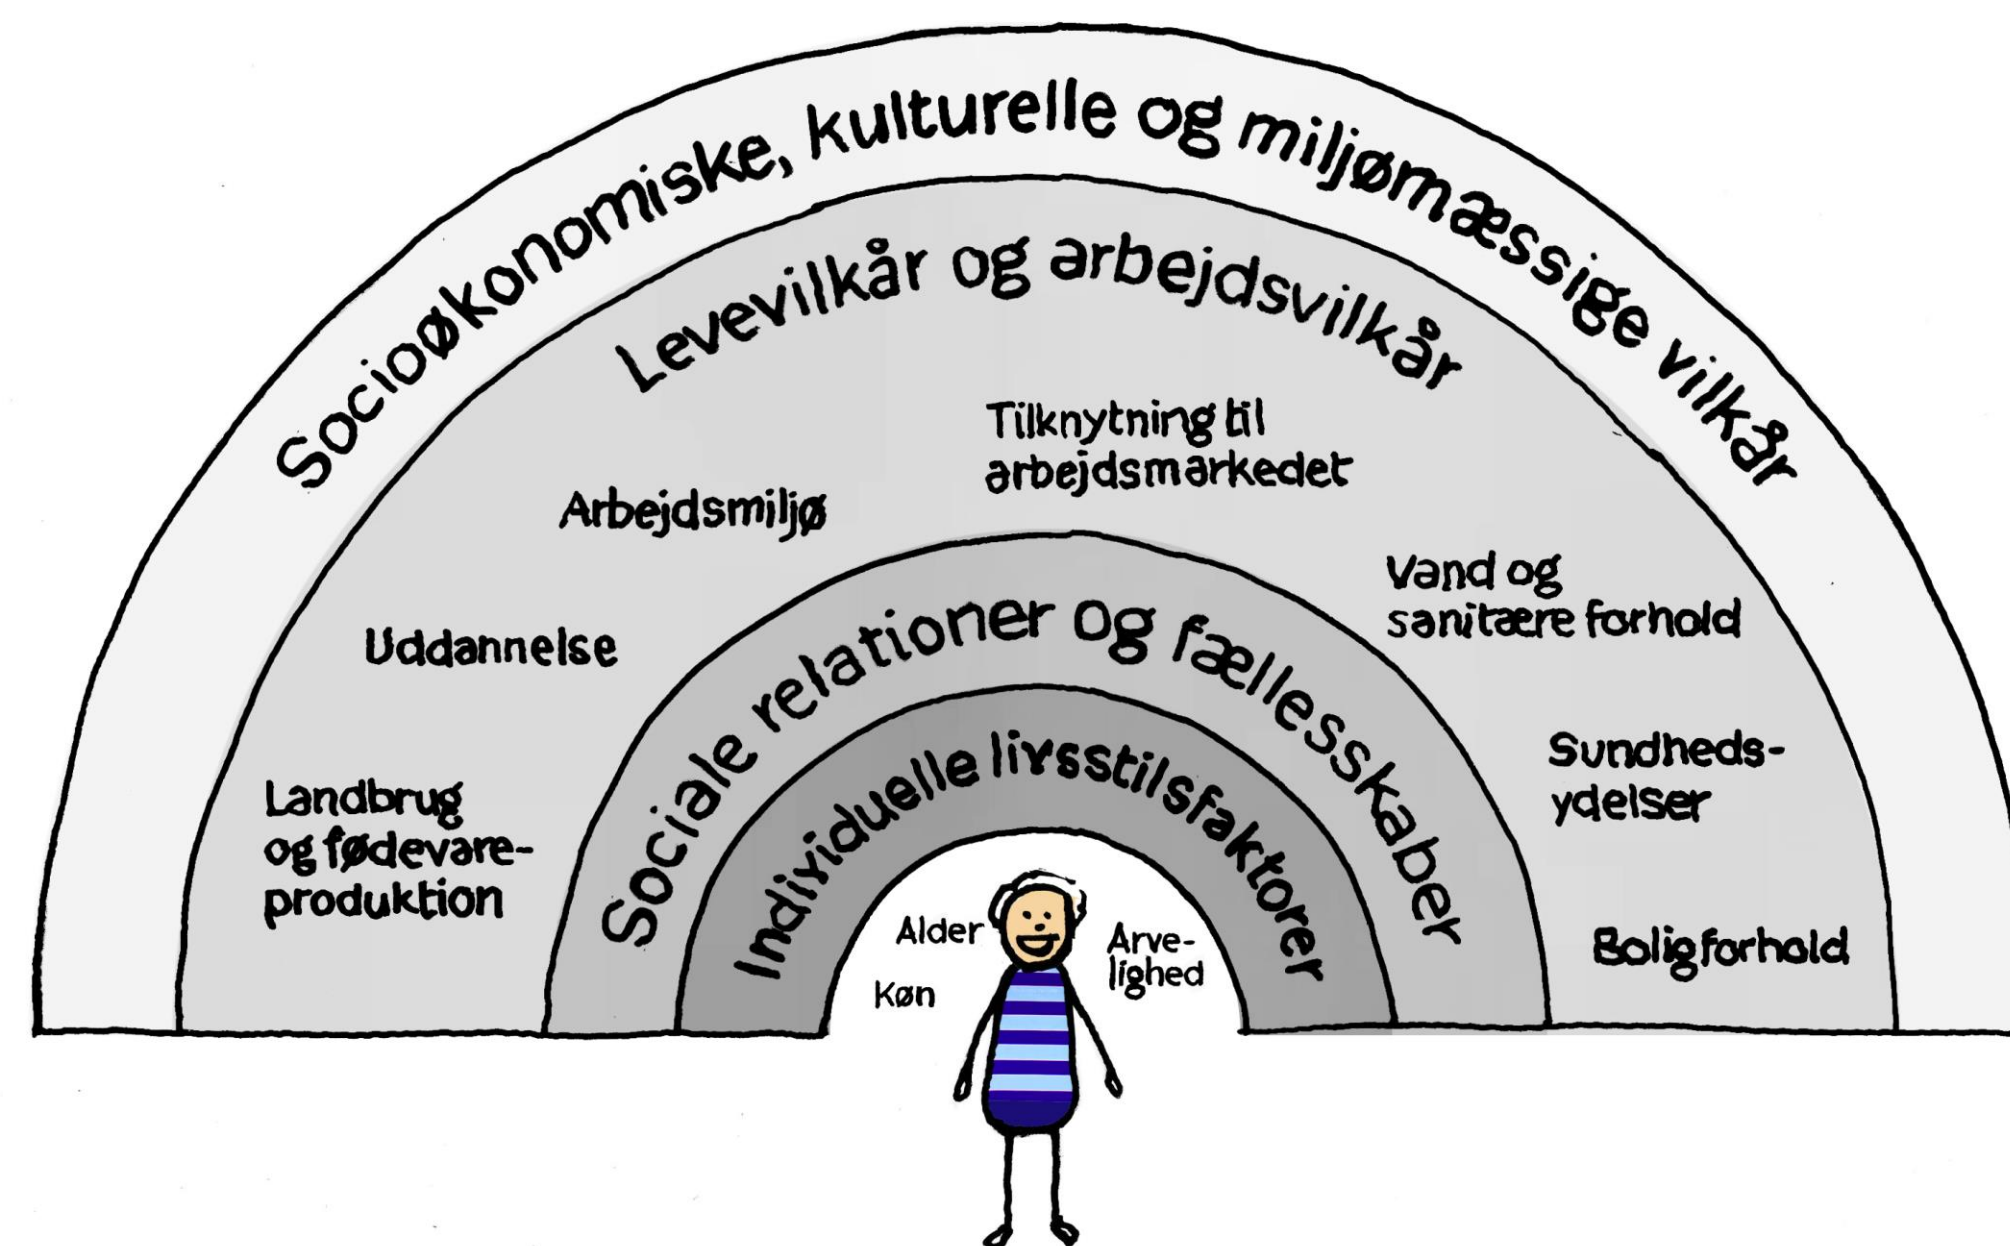 Socioøkonomiske, kulturelle og miljømæssige vilkår
Levevilkår og arbejdsvilkår
Landbrug
og fødevare-
produktion
Uddannelse
Arbejdsmiljø
Tilknytning til
arbejdsmarkedet
Vand og
sanitære forhold
Sundheds-
ydelser
Boligforhold
Sociale relationer og fællesskaber
Individuelle livsstilsfaktorer
Alder
Køn
Arve-
lighed